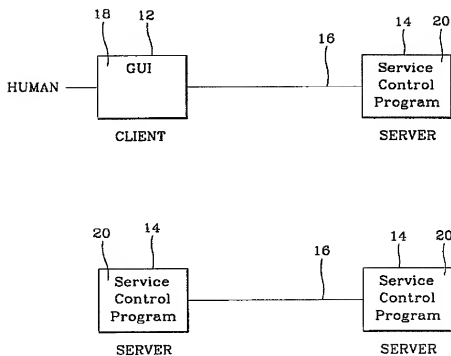 18 12 14 20
GUI
16
HUMAN
Service
Control
Program
CLIENT
SERVER
20 14 14 20
16
Service
Control
Program
Service
Control
Program
SERVER
SERVER